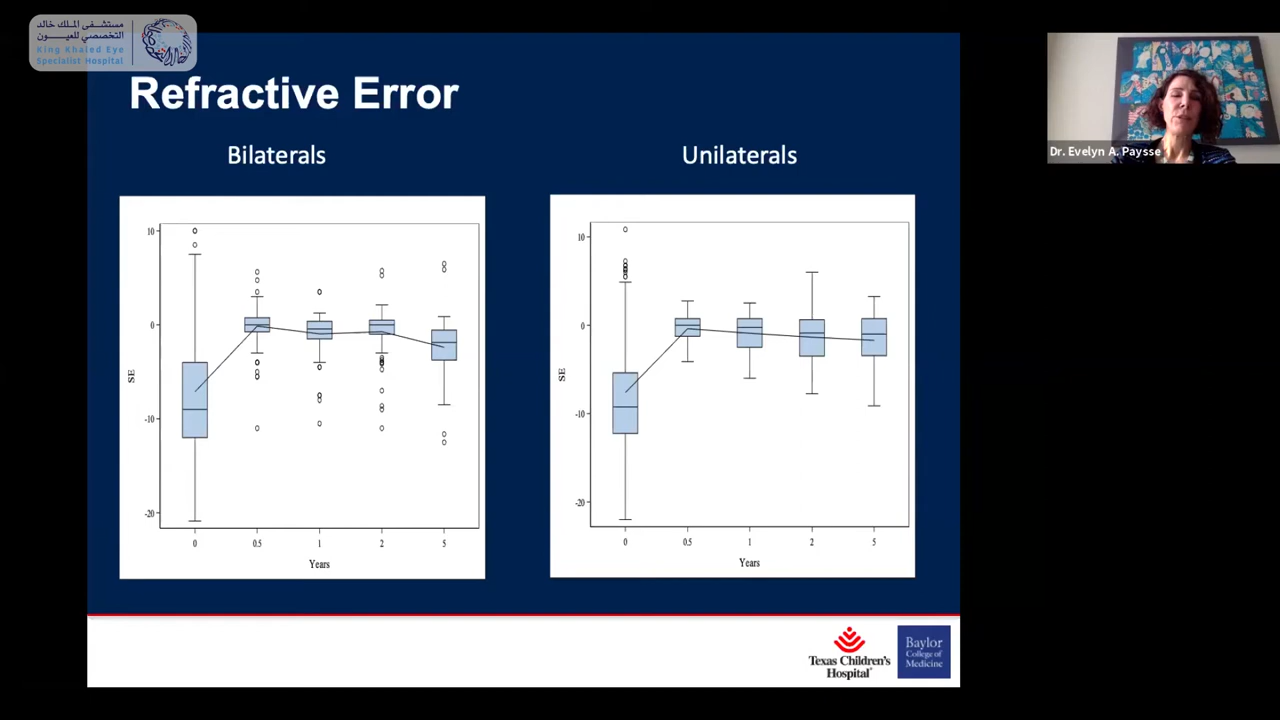 مستشفى الملك خالد
التخصصي للعيون
King Khaled Eye
Specialist Hospital
Refractive Error
Bilaterals
Unilaterals
10
0
-10
-20
SE
0 0.5 1 2 5
Years
10
0
-10
-20
SE
0 0.5 1 2 5
Years
Dr. Evelyn A. Paysse
Texas Children's
Hospital
Baylor
College of
Medicine